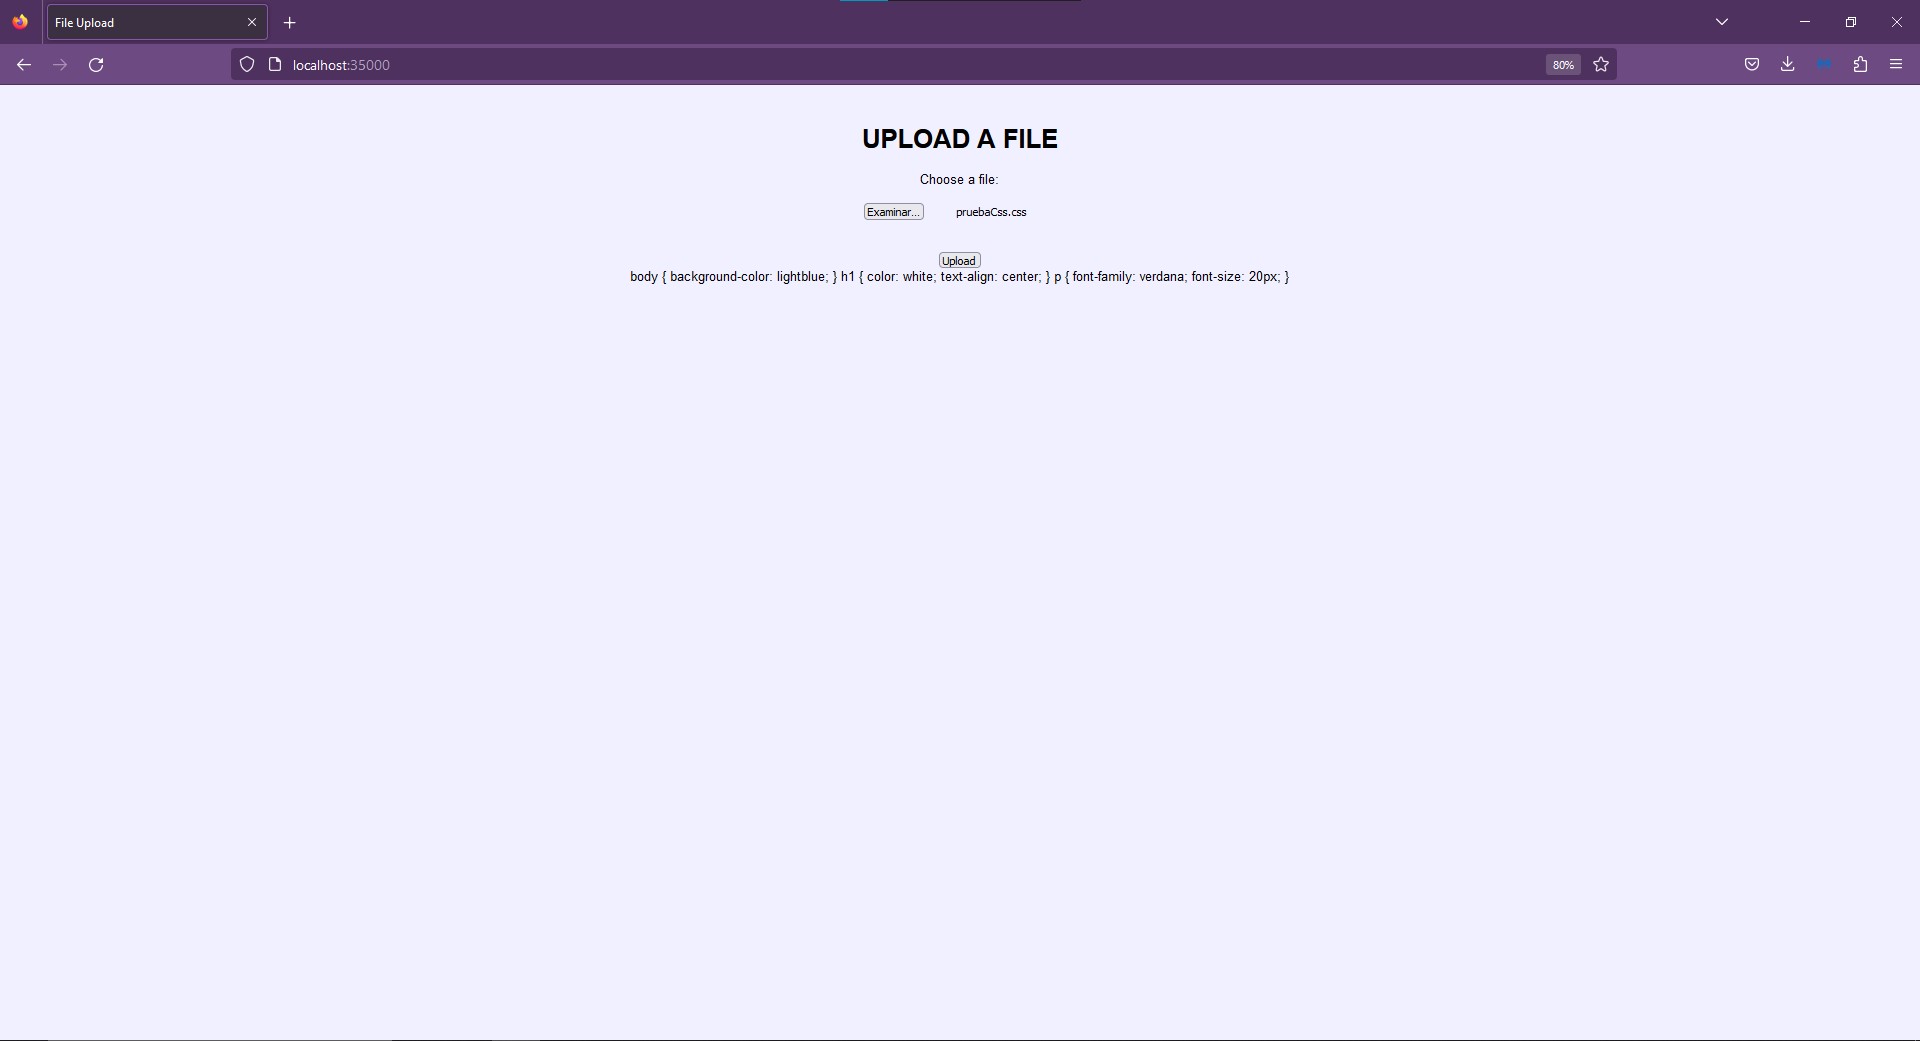 File Upload
localhost:35000
80%
UPLOAD A FILE
Choose a file:
Examinar... pruebaCss.css
Upload
body { background-color: lightblue; } h1 { color: white; text-align: center; } p { font-family: verdana; font-size: 20px; }